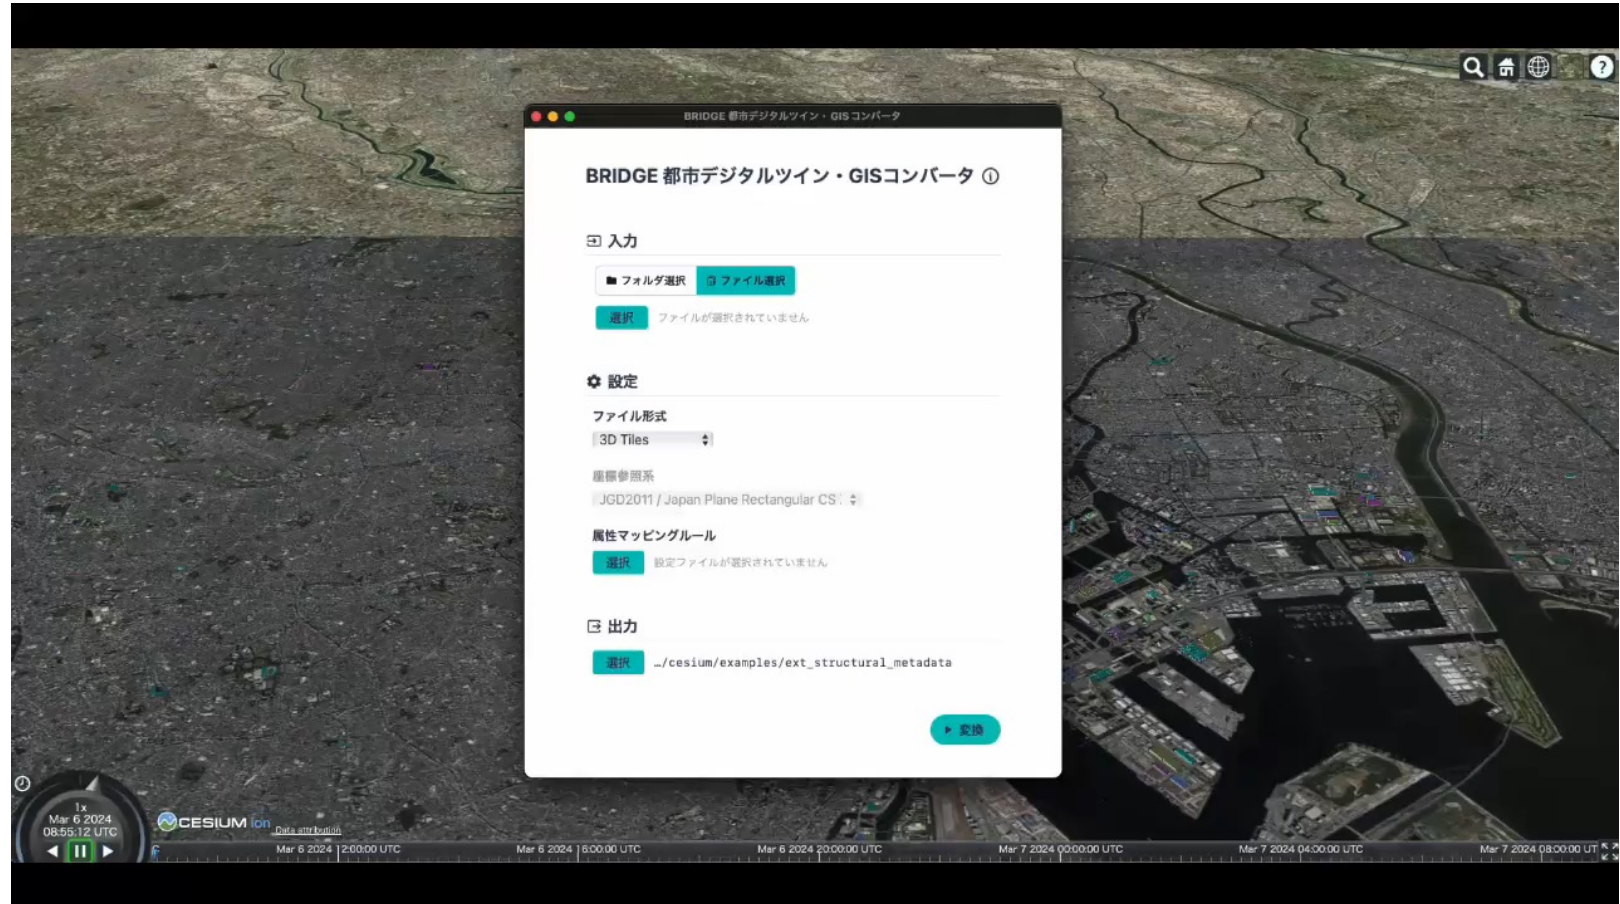 BRIDGE 都市デジタルツイン・GIS コンバータ
BRIDGE 都市デジタルツイン・GISコンバータ
入力
フォルダ選択 ファイル選択
選択 ファイルが選択されていません
設定
ファイル形式
3D Tiles
座標参照系
JGD2011 / Japan Plane Rectangular CS
属性マッピングルール
選択 設定ファイルが選択されていません
出力
選択 …/cesium/examples/ext_structural_metadata
変換
1x
Mar 6 2024
08:55:12 UTC
CESIUM ion Data attribution
Mar 6 2024 12:00:00 UTC Mar 6 2024 16:00:00 UTC Mar 6 2024 20:00:00 UTC Mar 7 2024 00:00:00 UTC Mar 7 2024 04:00:00 UTC Mar 7 2024 08:00:00 UT